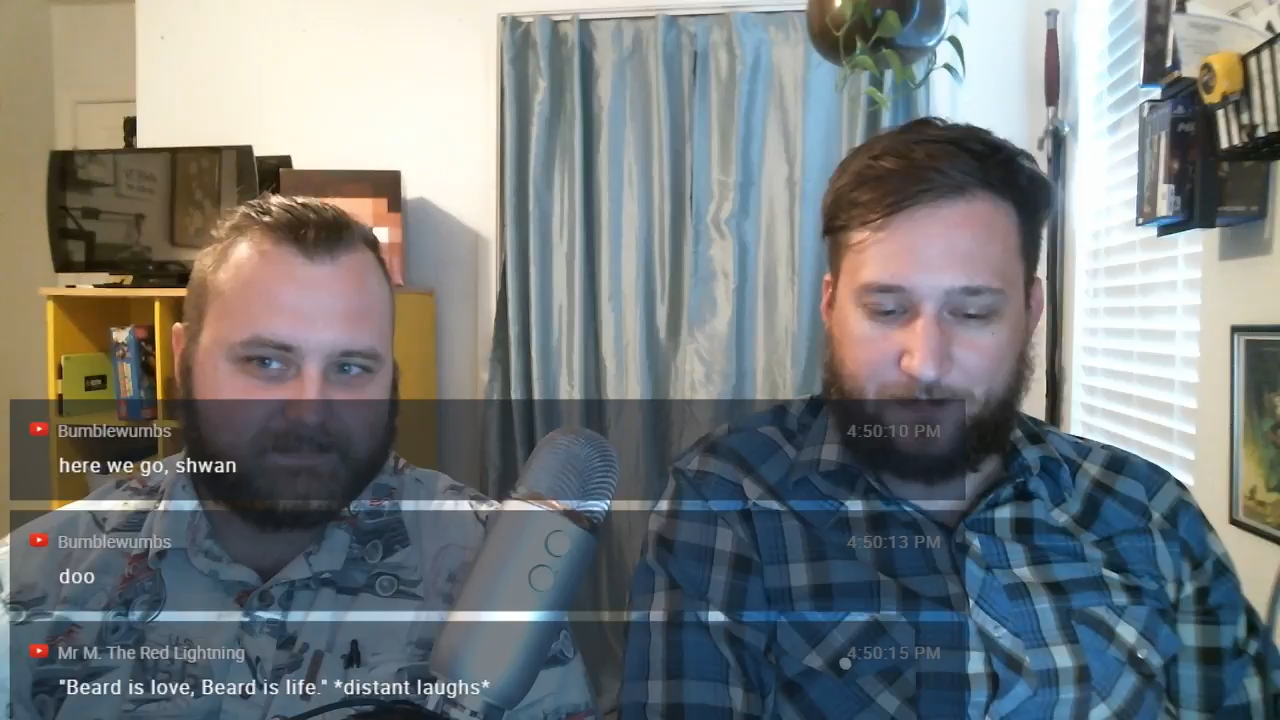 Bumblewumbs 4:50:10 PM
here we go, shwan
Bumblewumbs 4:50:13 PM
doo
Mr M. The Red Lightning 4:50:15 PM
"Beard is love, Beard is life." *distant laughs*